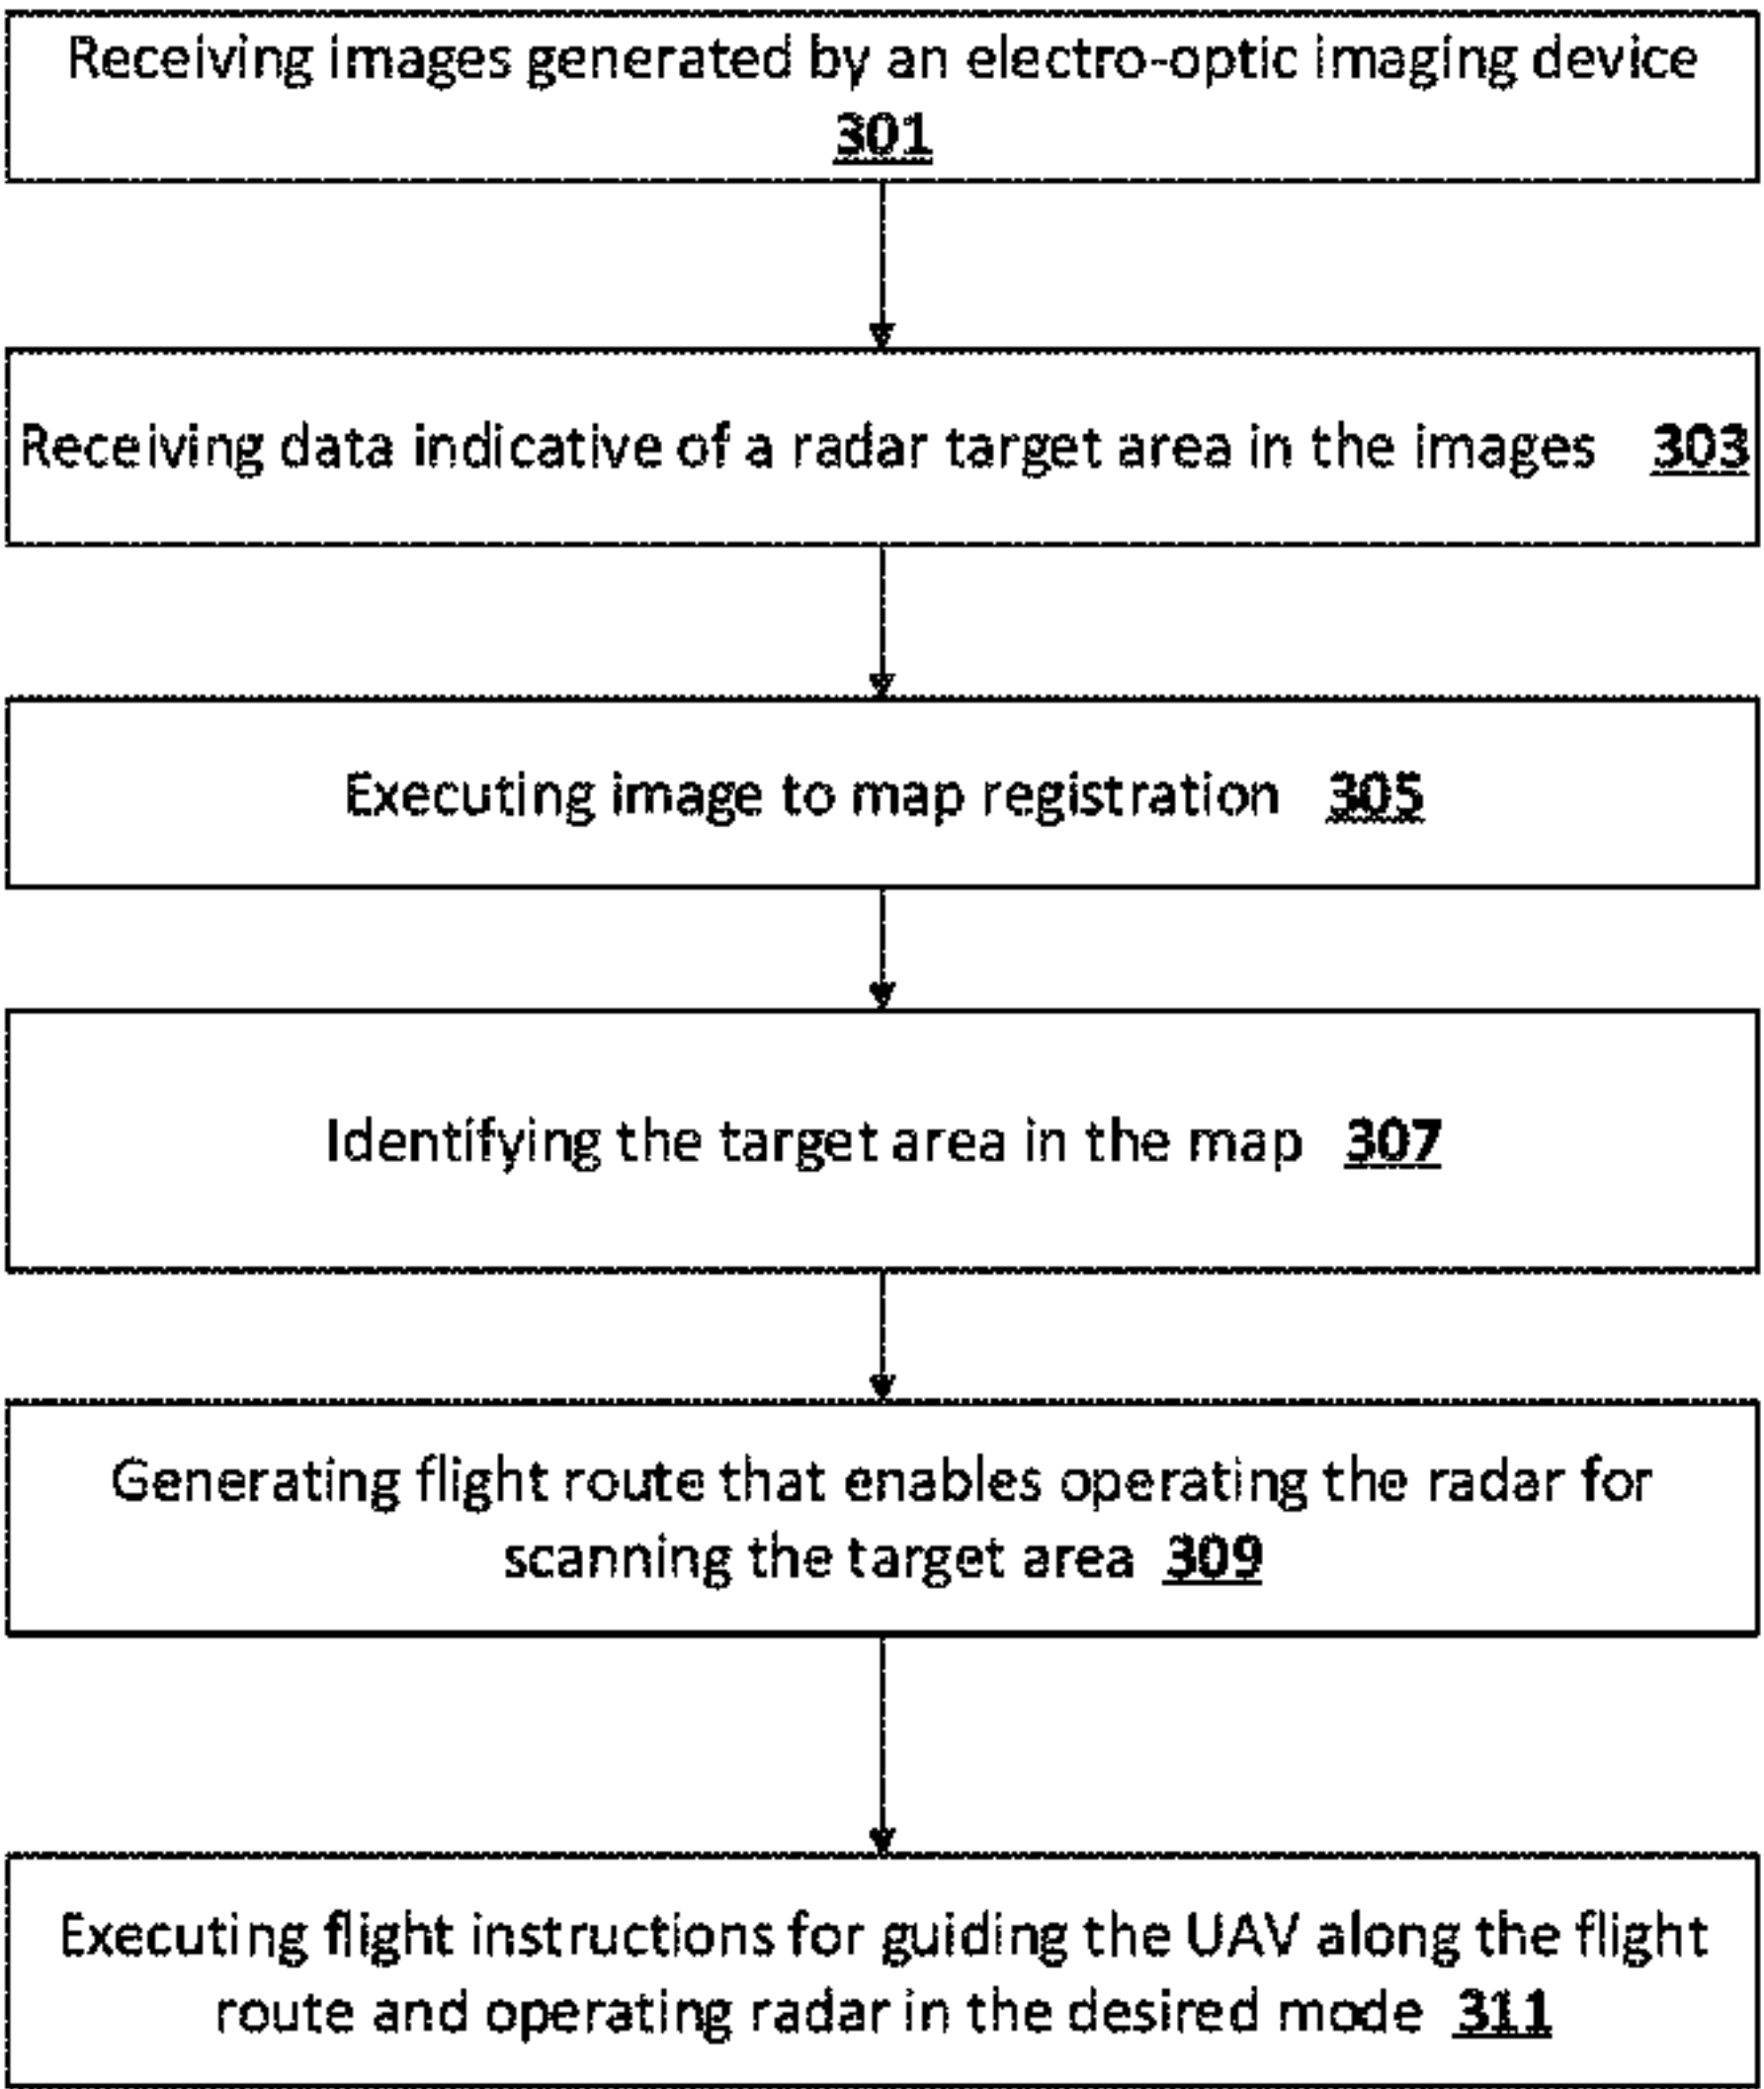 Receiving images generated by an electro-optic imaging device
301
Receiving data indicative of a radar target area in the images 303
Executing image to map registration 305
Identifying the target area in the map 307
Generating flight route that enables operating the radar for
scanning the target area 309
Executing flight instructions for guiding the UAV along the flight
route and operating radar in the desired mode 311